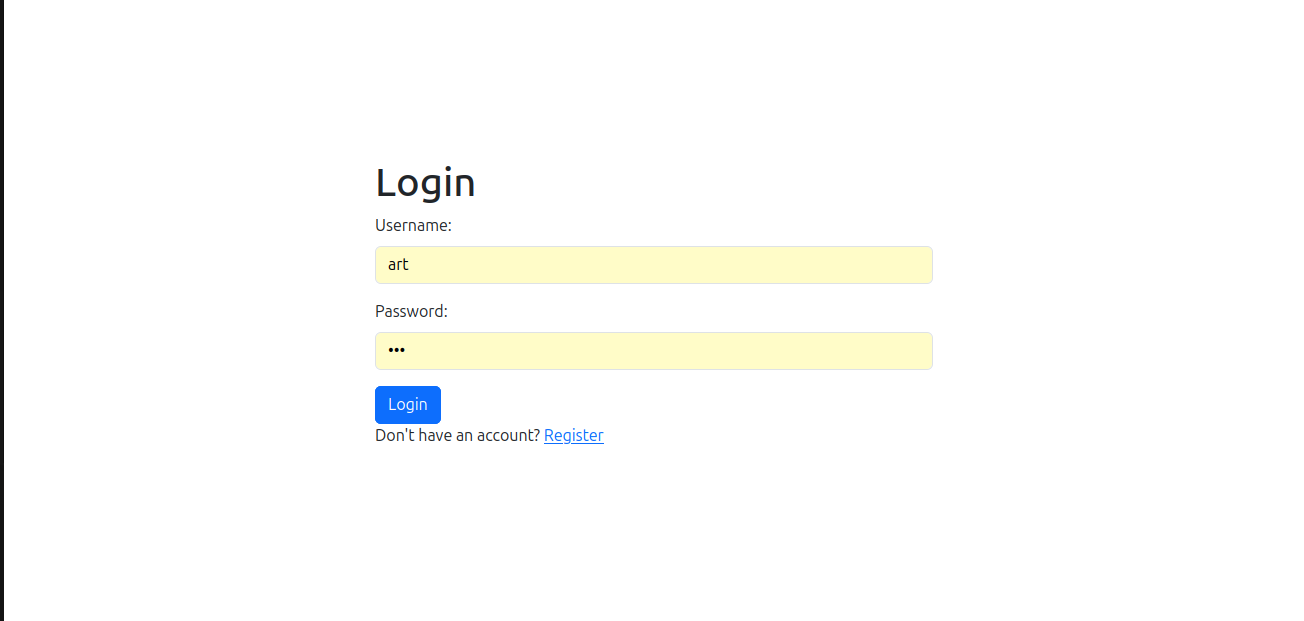 Login
Username:
art
Password:
•••
Login
Don't have an account? Register